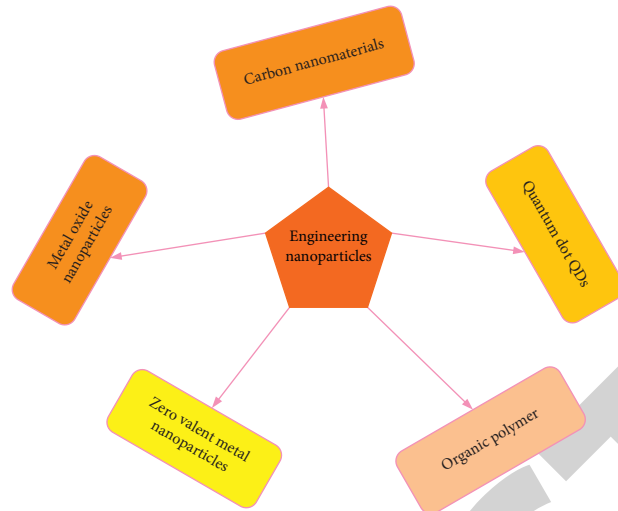 Carbon nanomaterials
Quantum dot QDs
Engineering
nanoparticles
Metal oxide
nanoparticles
Zero valent metal
nanoparticles
Organic polymer